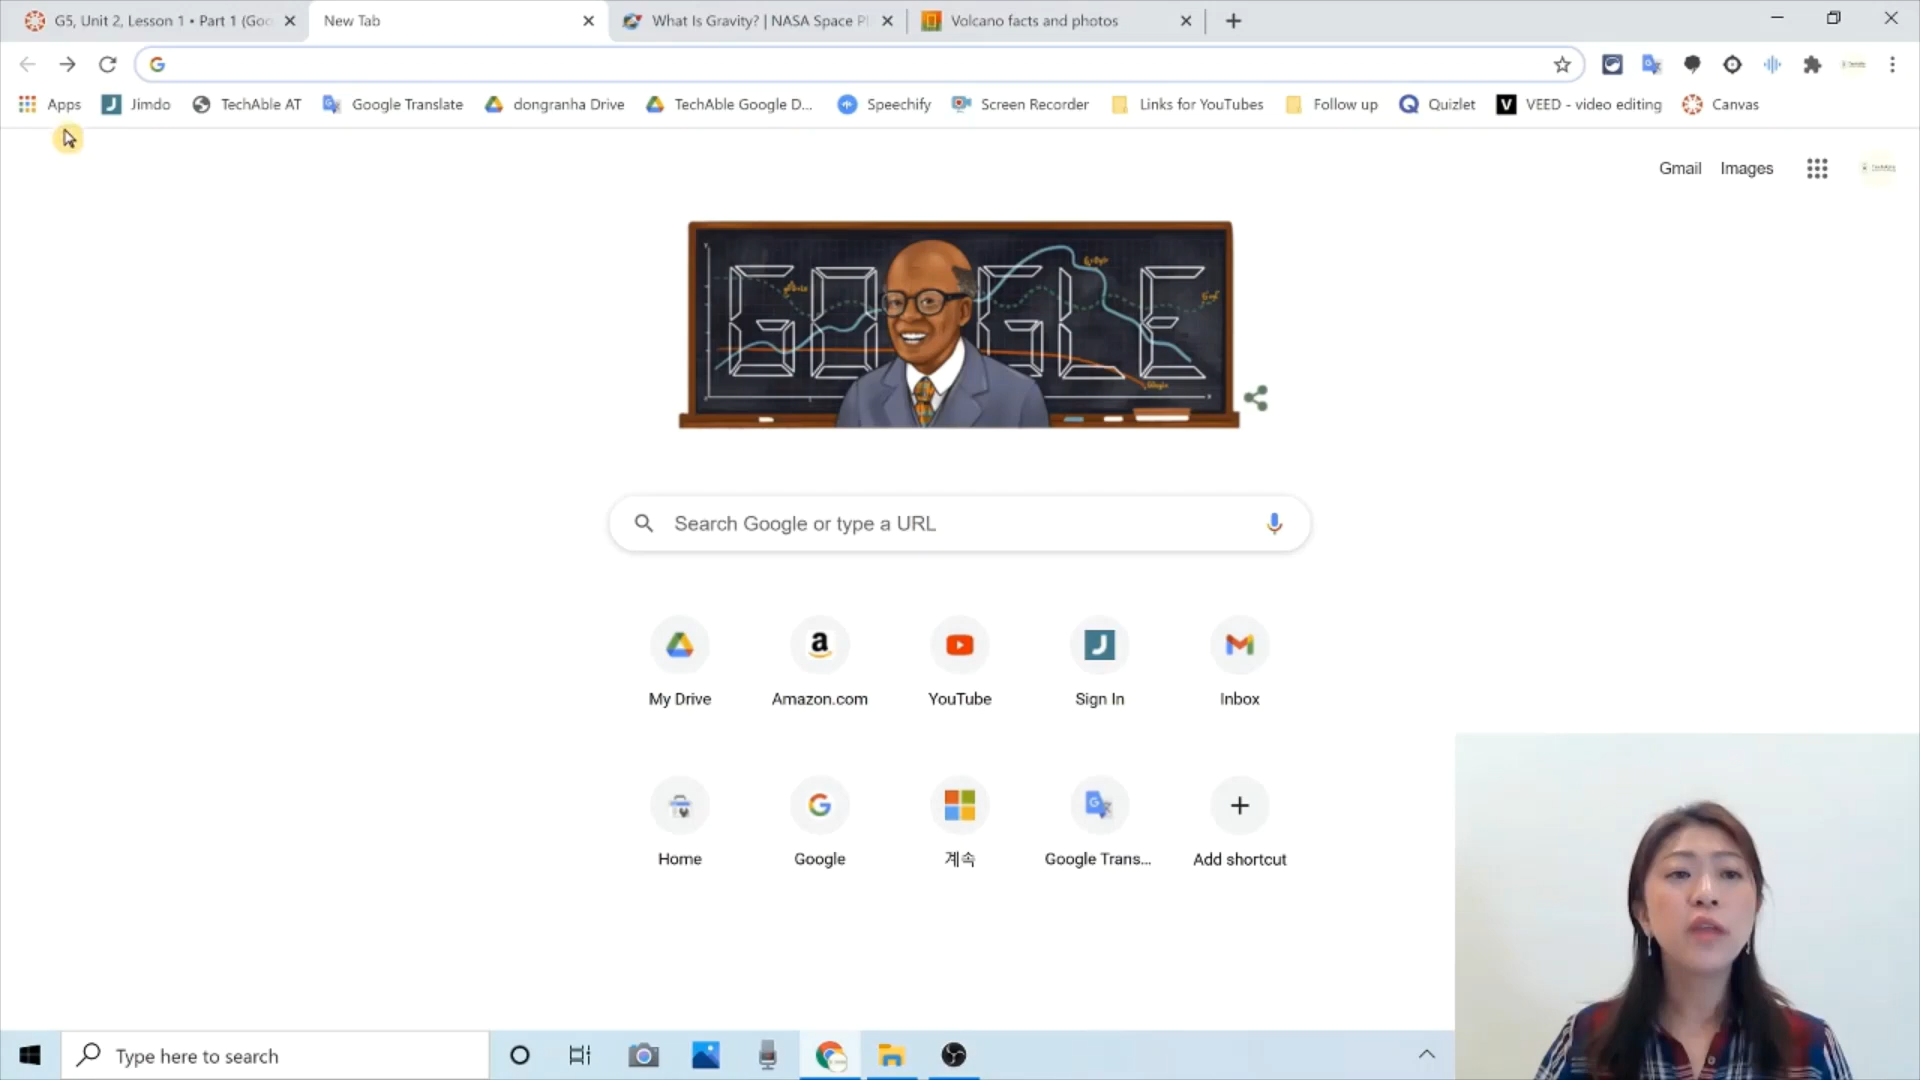 G5, Unit 2, Lesson 1 • Part 1 (Goo
New Tab
What Is Gravity? | NASA Space Pl
Volcano facts and photos
Apps
Jimdo
TechAble AT
Google Translate
dongranha Drive
TechAble Google D...
Speechify
Screen Recorder
Links for YouTubes
Follow up
Quizlet
VEED - video editing
Canvas
Gmail
Images
GO GLE
Search Google or type a URL
My Drive
Amazon.com
YouTube
Sign In
Inbox
Home
Google
계속
Google Trans...
Add shortcut
Type here to search